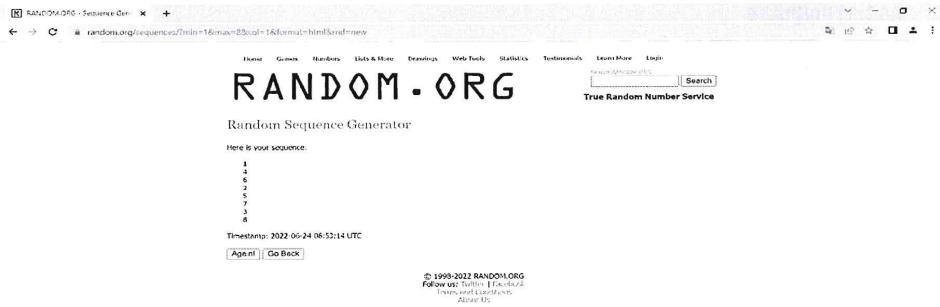 RANDOM.ORG - Sequence Gen
random.org/sequences/?min=1&max=8&col=1&format=html&rnd=new
Home Games Numbers Lists & More Drawings Web Tools Statistics Testimonials Learn More Login
RANDOM.ORG
Search
True Random Number Service
Random Sequence Generator
Here is your sequence:
1
4
6
2
5
7
3
8
Timestamp: 2022-06-24 06:53:14 UTC
Again! Go Back
© 1998-2022 RANDOM.ORG
Follow us: Twitter | Facebook
Terms and Conditions
About Us